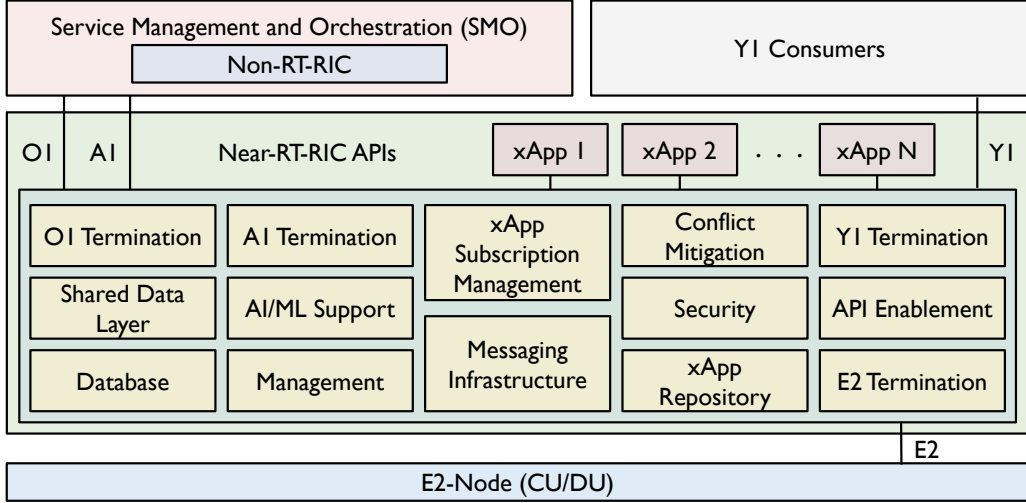 Service Management and Orchestration (SMO)
Non-RT-RIC
Y1 Consumers
O1
A1
Near-RT-RIC APIs
xApp 1
xApp 2
. . .
xApp N
Y1
O1 Termination
A1 Termination
xApp
Subscription
Management
Conflict
Mitigation
Y1 Termination
Shared Data
Layer
AI/ML Support
Security
API Enablement
Database
Management
Messaging
Infrastructure
xApp
Repository
E2 Termination
E2
E2-Node (CU/DU)